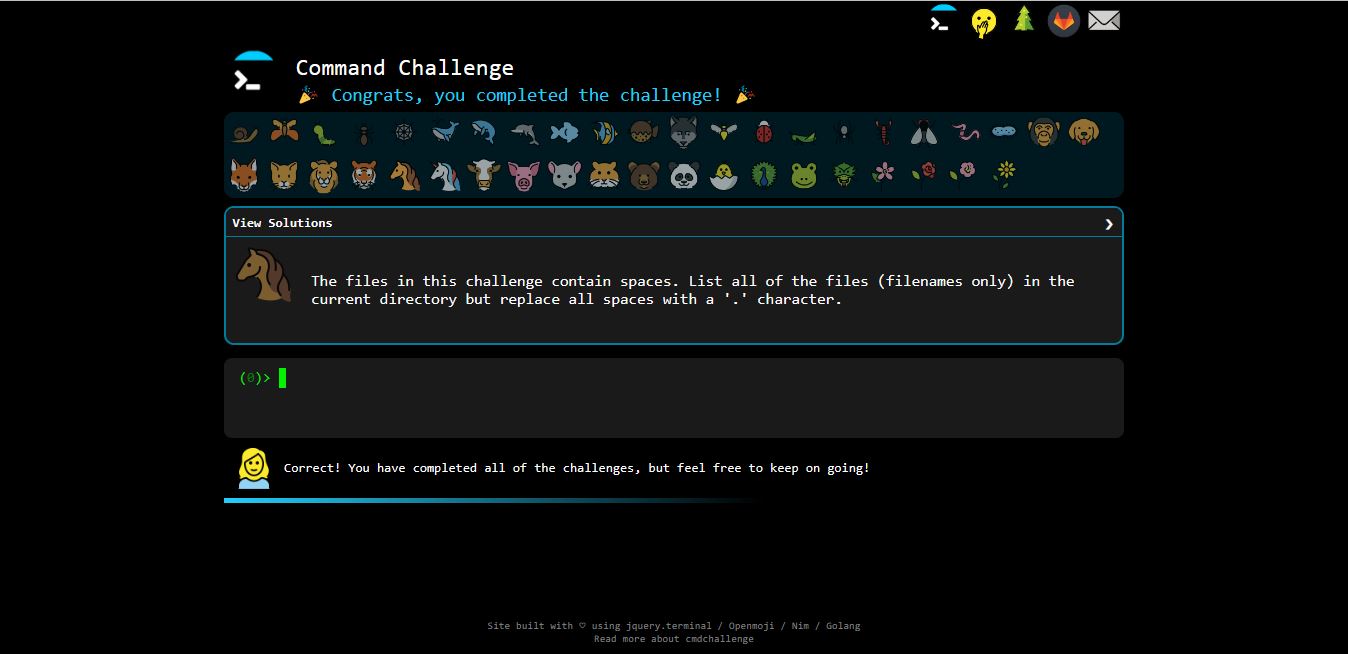 Command Challenge
Congrats, you completed the challenge!
View Solutions
The files in this challenge contain spaces. List all of the files (filenames only) in the
current directory but replace all spaces with a '.' character.
(0)>
Correct! You have completed all of the challenges, but feel free to keep on going!
Site built with ♡ using jquery.terminal / Openmoji / Nim / Golang
Read more about cmdchallenge